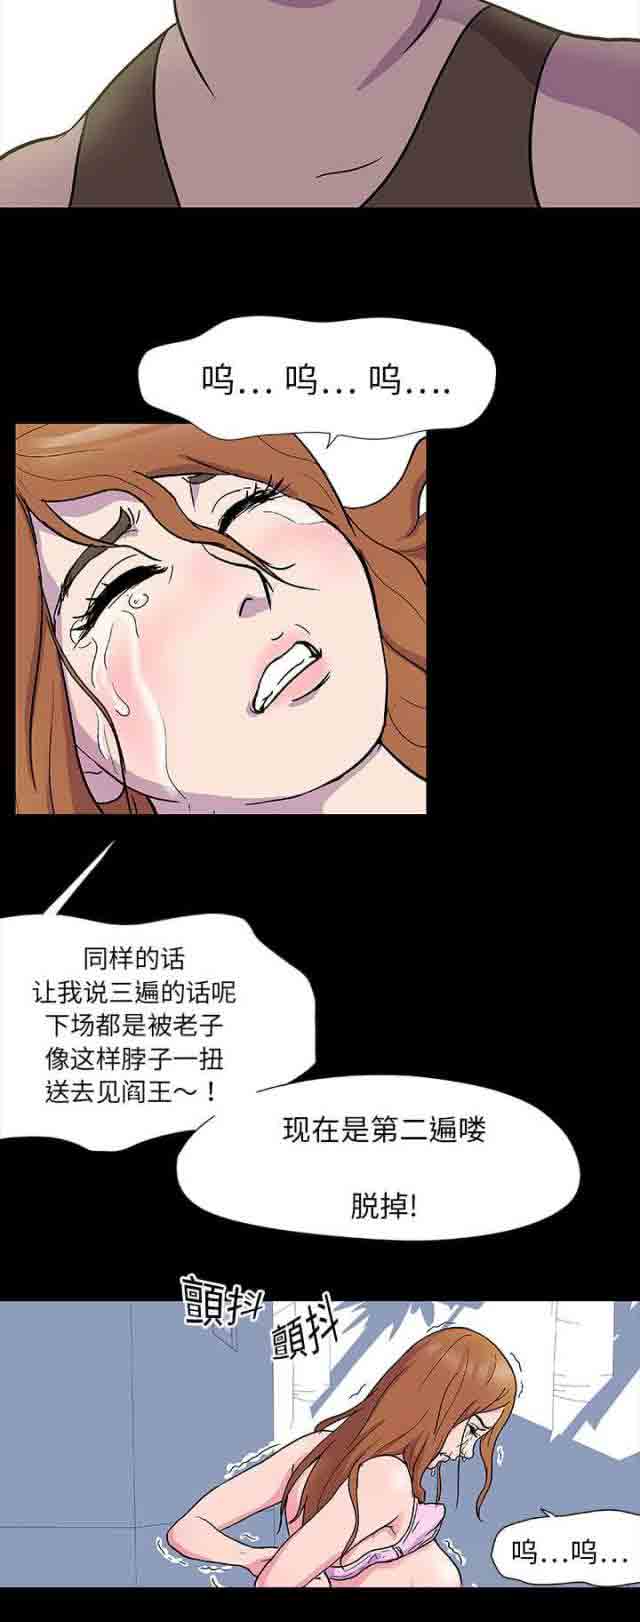 呜... 呜... 呜....
同样的话
让我说三遍的话呢
下场都是被老子
像这样脖子一扭
送去见阎王～！
现在是第二遍喽
脱掉!
顫抖
顫抖
呜...呜...